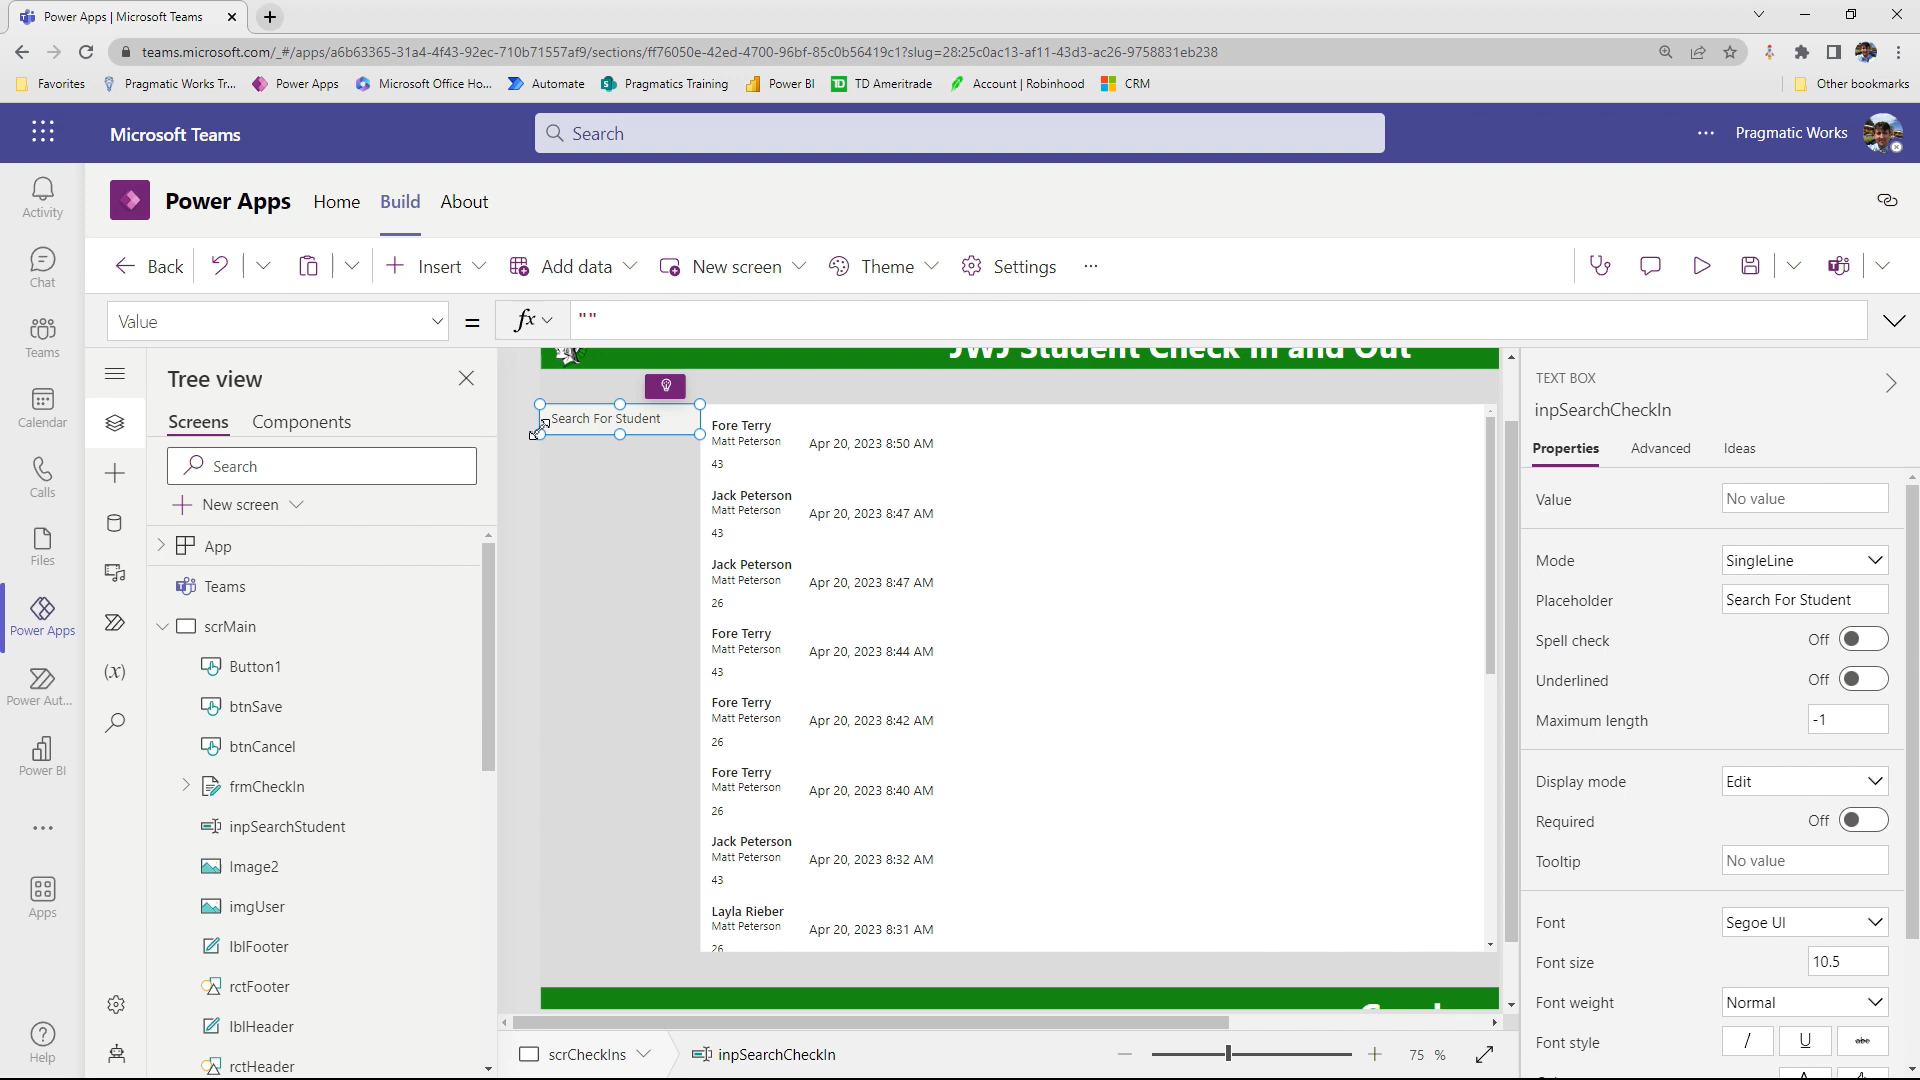 Power Apps | Microsoft Teams
teams.microsoft.com/_#/apps/a6b63365-31a4-4f43-92ec-710b71557af9/sections/ff76050e-42ed-4700-96bf-85c0b56419c1?slug=28:25c0ac13-af11-43d3-ac26-9758831eb238
Favorites Pragmatic Works Tr... Power Apps Microsoft Office Ho... Automate Pragmatics Training Power BI TD Ameritrade Account | Robinhood CRM Other bookmarks
Microsoft Teams Search Pragmatic Works
Power Apps Home Build About
Back Insert Add data New screen Theme Settings
Value = fx ""
Activity
Chat
Teams
Calendar
Calls
Files
Power Apps
Power Aut...
Power BI
Apps
Help
Tree view
Screens Components
Search
New screen
App
Teams
scrMain
Button1
btnSave
btnCancel
frmCheckIn
inpSearchStudent
Image2
imgUser
lblFooter
rctFooter
lblHeader
rctHeader
JWJ Student Check In and Out
Search For Student
Fore Terry
Matt Peterson Apr 20, 2023 8:50 AM
43
Jack Peterson
Matt Peterson Apr 20, 2023 8:47 AM
43
Jack Peterson
Matt Peterson Apr 20, 2023 8:47 AM
26
Fore Terry
Matt Peterson Apr 20, 2023 8:44 AM
43
Fore Terry
Matt Peterson Apr 20, 2023 8:42 AM
26
Fore Terry
Matt Peterson Apr 20, 2023 8:40 AM
26
Jack Peterson
Matt Peterson Apr 20, 2023 8:32 AM
43
Layla Rieber
Matt Peterson Apr 20, 2023 8:31 AM
26
scrCheckIns inpSearchCheckIn 75 %
TEXT BOX
inpSearchCheckIn
Properties Advanced Ideas
Value No value
Mode SingleLine
Placeholder Search For Student
Spell check Off
Underlined Off
Maximum length -1
Display mode Edit
Required Off
Tooltip No value
Font Segoe UI
Font size 10.5
Font weight Normal
Font style / U abc